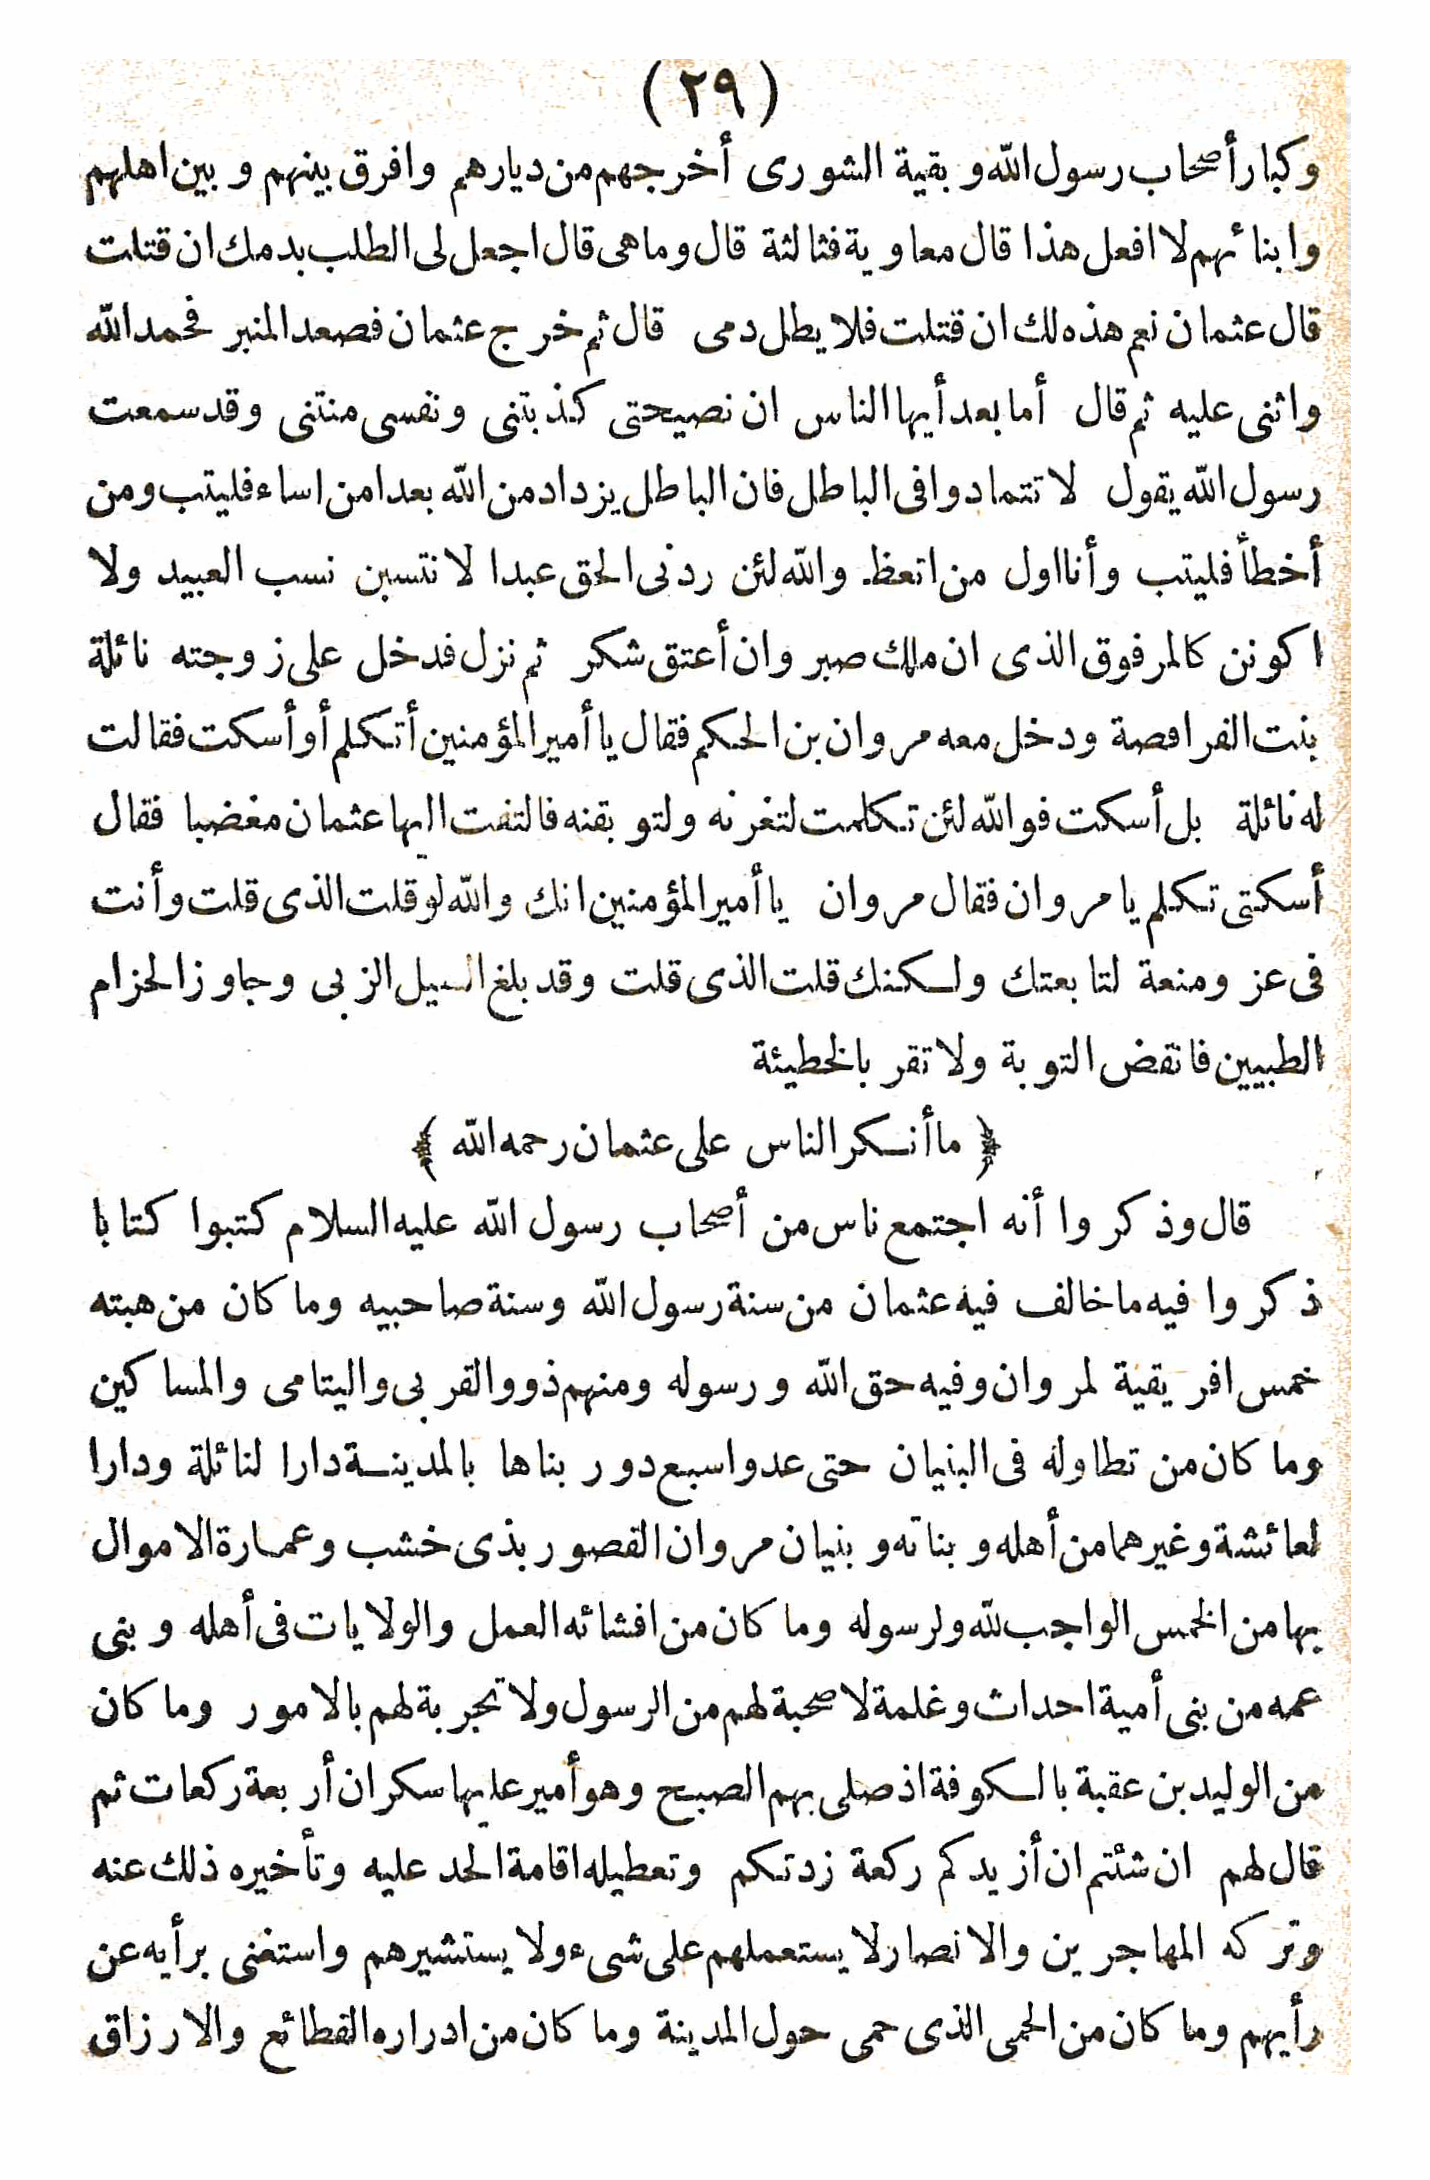 (٢٩)
وكبار أصحاب رسول الله وبقية الشورى أخرجهم من ديارهم وافرق بينهم وبين اهلهم
وابنائهم لا افعل هذا قال معاوية فثالثة قال وما هى قال اجعل لى الطلب بدمك ان قتلت
قال عثمان نعم هذه لك ان قتلت فلا يطل دمى قال ثم خرج عثمان فصعد المنبر فحمد الله
واثنى عليه ثم قال أما بعد أيها الناس ان نصيحتى كذبتنى ونفسى منتنى وقد سمعت
رسول الله يقول لا تتمادوا فى الباطل فان الباطل يزداد من الله بعدا من اساء فليتب ومن
أخطأ فليتب وأنا اول من اتعظ والله لئن ردنى الحق عبدا لا نتسبن نسب العبيد ولا
اكونن كالمرفوق الذى ان ملك صبر وان أعتق شكر ثم نزل فدخل على زوجته نائلة
بنت الفرافصة ودخل معه مروان بن الحكم فقال يا أمير المؤمنين أتكلم أو أسكت فقالت
له نائلة بل أسكت فوالله لئن تكلمت لتغرنه ولتوبقنه فالتفت اليها عثمان مغضبا فقال
أسكتى تكلم يا مروان فقال مروان يا أمير المؤمنين انك والله لو قلت الذى قلت وأنت
فى عز ومنعة لتابعتك ولكنك قلت الذى قلت وقد بلغ السيل الزبى وجاوز الحزام
الطبيين فانقض التوبة ولا تقر بالخطيئة
﴿ ما أنكر الناس على عثمان رحمه الله ﴾
قال وذكروا أنه اجتمع ناس من أصحاب رسول الله عليه السلام كتبوا كتابا
ذكروا فيه ما خالف فيه عثمان من سنة رسول الله وسنة صاحبيه وما كان من هبته
خمس افريقية لمروان وفيه حق الله ورسوله ومنهم ذوو القربى واليتامى والمساكين
وما كان من تطاوله فى البنيان حتى عدوا سبع دور بناها بالمدينة دارا لنائلة ودارا
لعائشة وغيرهما من أهله وبناته وبنيان مروان القصور بذى خشب وعمارة الاموال
بها من الخمس الواجب لله ولرسوله وما كان من افشائه العمل والولايات فى أهله وبنى
عمه من بنى أمية احداث وغلمة لا صحبة لهم من الرسول ولا تجربة لهم بالامور وما كان
من الوليد بن عقبة بالكوفة اذ صلى بهم الصبح وهو أمير عليها سكران أربعة ركعات ثم
قال لهم ان شئتم ان أزيدكم ركعة زدتكم وتعطيله اقامة الحد عليه وتأخيره ذلك عنه
وتركه المهاجرين والانصار لا يستعملهم على شىء ولا يستشيرهم واستغنى برأيه عن
رأيهم وما كان من الحمى الذى حمى حول المدينة وما كان من ادراره القطائع والارزاق